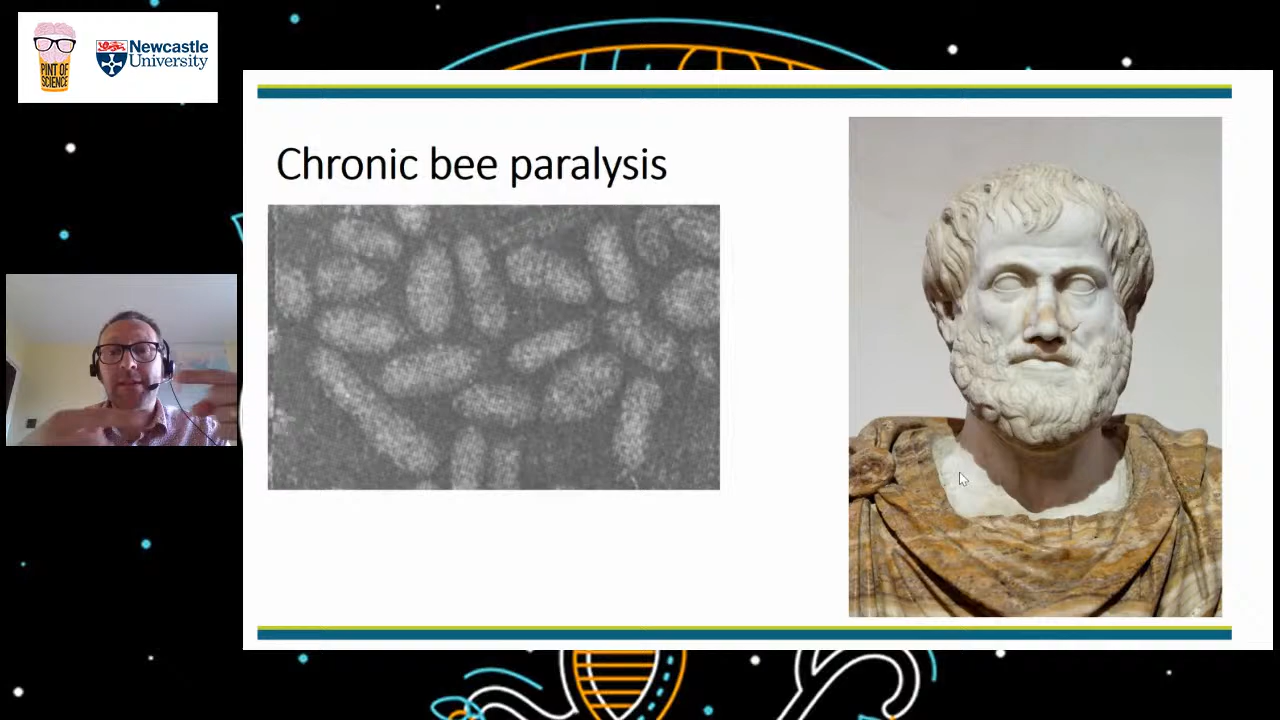 PINT OF
SCIENCE
Newcastle
University
Chronic bee paralysis